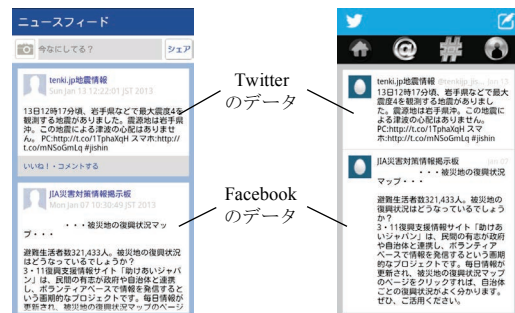 ニュースフィード
今なにしてる？
シェア
tenki.jp地震情報
Sun Jan 13 12:22:01 JST 2013
13日12時17分頃、岩手県などで最大震度4を
観測する地震がありました。震源地は岩手県
沖。この地震による津波の心配はありませ
ん。 PC:http://t.co/1TphaXqH スマホ:http://
t.co/mN5oGmLq #jishin
いいね！・コメントする
JIA災害対策情報掲示板
Mon Jan 07 10:30:49 JST 2013
・・・被災地の復興状況マッ
プ・・・
避難生活者数321,433人。被災地の復興状況
はどうなっているでしょうか？
3・11復興支援情報サイト「助けあいジャパ
ン」は、民間の有志が政府や自治体と連携
し、ボランティアベースで情報を発信すると
いう画期的なプロジェクトです。毎日情報が
更新され、被災地の復興状況マップのページ
Twitter
のデータ
Facebook
のデータ
tenki.jp地震情報 @tenkijp_jis... Jan 13
13日12時17分頃、岩手県などで最大
震度4を観測する地震がありまし
た。震源地は岩手県沖。この地震に
よる津波の心配はありません。
PC:http://t.co/1TphaXqH スマ
ホ:http://t.co/mN5oGmLq #jishin
JIA災害対策情報掲示板 Jan 07
・・・被災地の復興状況
マップ・・・
避難生活者数321,433人。被災地の
復興状況はどうなっているでしょう
か？
3・11復興支援情報サイト「助けあ
いジャパン」は、民間の有志が政府
や自治体と連携し、ボランティア
ベースで情報を発信するという画期
的なプロジェクトです。毎日情報が
更新され、被災地の復興状況マップ
のページをクリックすれば、自治体
ごとの復興状況がよく分かります。
ぜひ、ご活用ください。